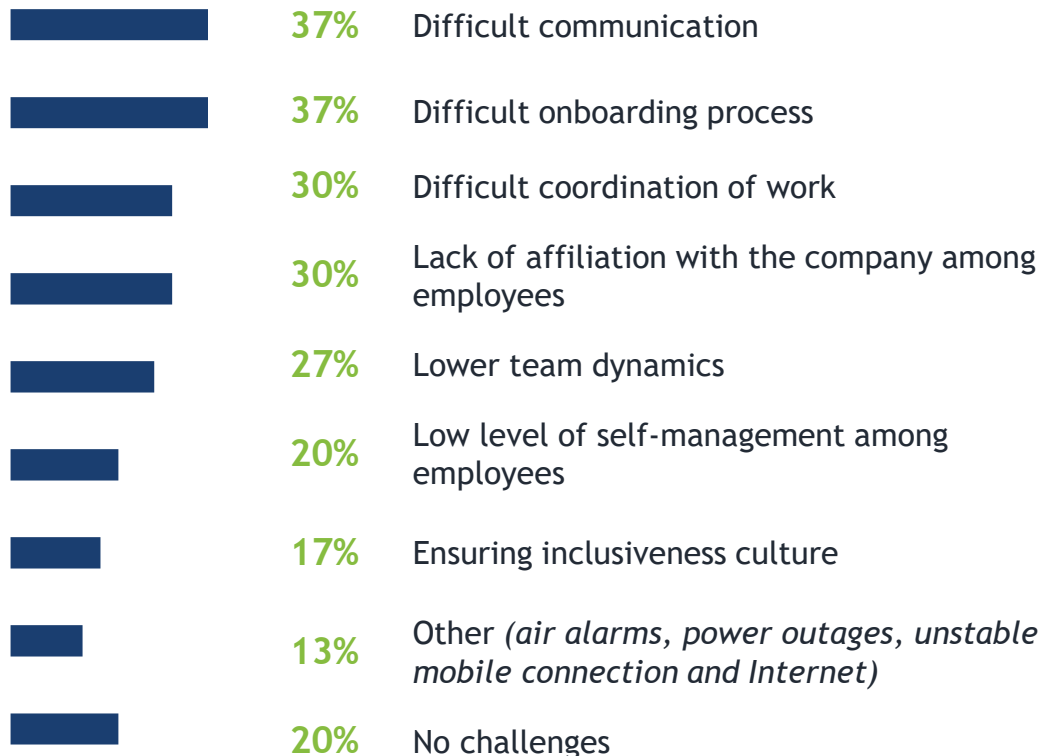 37% Difficult communication
37% Difficult onboarding process
30% Difficult coordination of work
30% Lack of affiliation with the company among
employees
27% Lower team dynamics
20% Low level of self-management among
employees
17% Ensuring inclusiveness culture
13% Other (air alarms, power outages, unstable
mobile connection and Internet)
20% No challenges